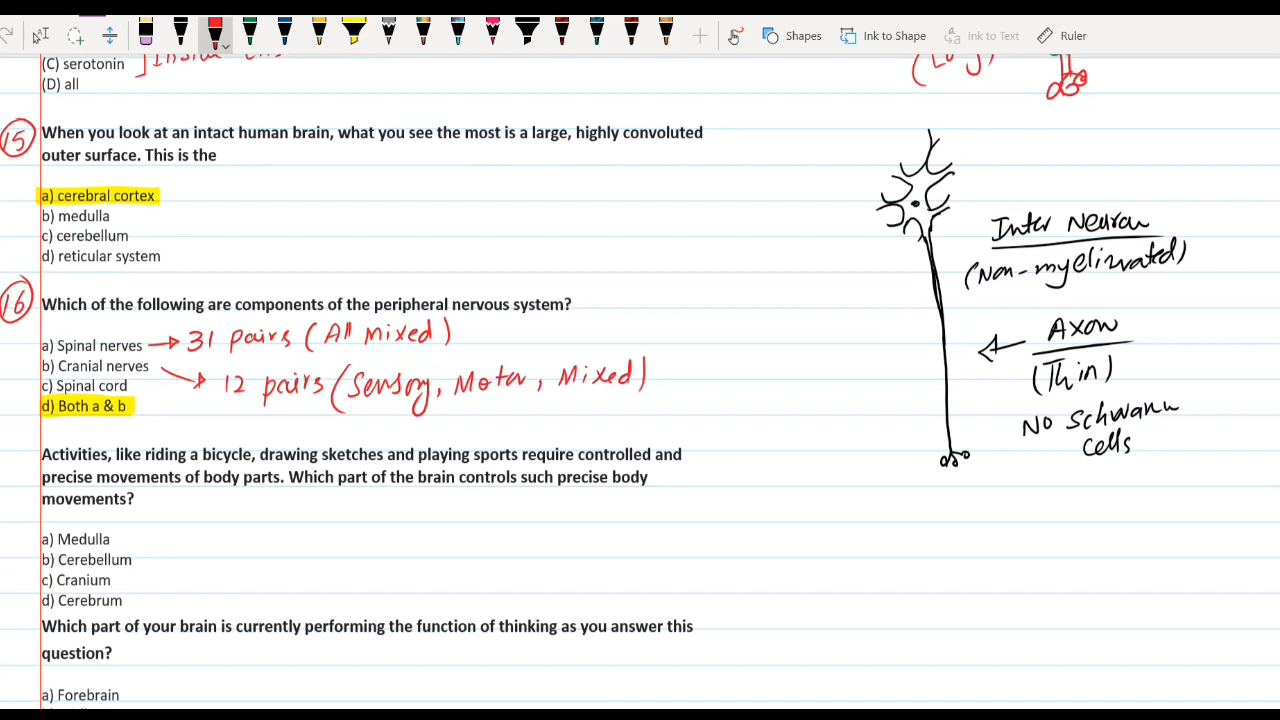 Shapes
Ink to Shape
Ink to Text
Ruler
(C) serotonin
(D) all
15
When you look at an intact human brain, what you see the most is a large, highly convoluted
outer surface. This is the
a) cerebral cortex
b) medulla
c) cerebellum
d) reticular system
16
Which of the following are components of the peripheral nervous system?
a) Spinal nerves → 31 pairs (All Mixed)
b) Cranial nerves → 12 pairs (Sensory, Motor, Mixed)
c) Spinal cord
d) Both a & b
Activities, like riding a bicycle, drawing sketches and playing sports require controlled and
precise movements of body parts. Which part of the brain controls such precise body
movements?
a) Medulla
b) Cerebellum
c) Cranium
d) Cerebrum
Which part of your brain is currently performing the function of thinking as you answer this
question?
a) Forebrain
Inter Neuron
(Non-myelinated)
Axon
(Thin)
No Schwann
cells